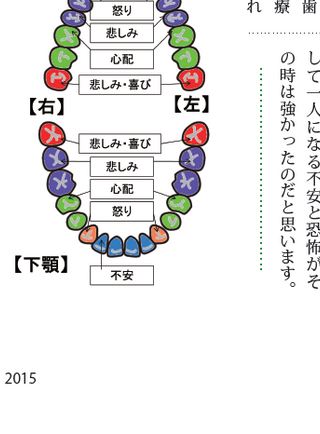 怒り
悲しみ
心配
悲しみ・喜び
【右】
【左】
悲しみ・喜び
悲しみ
心配
怒り
不安
【下顎】
歯
療
れ
して一人になる不安と恐怖がそ
の時は強かったのだと思います。
2015